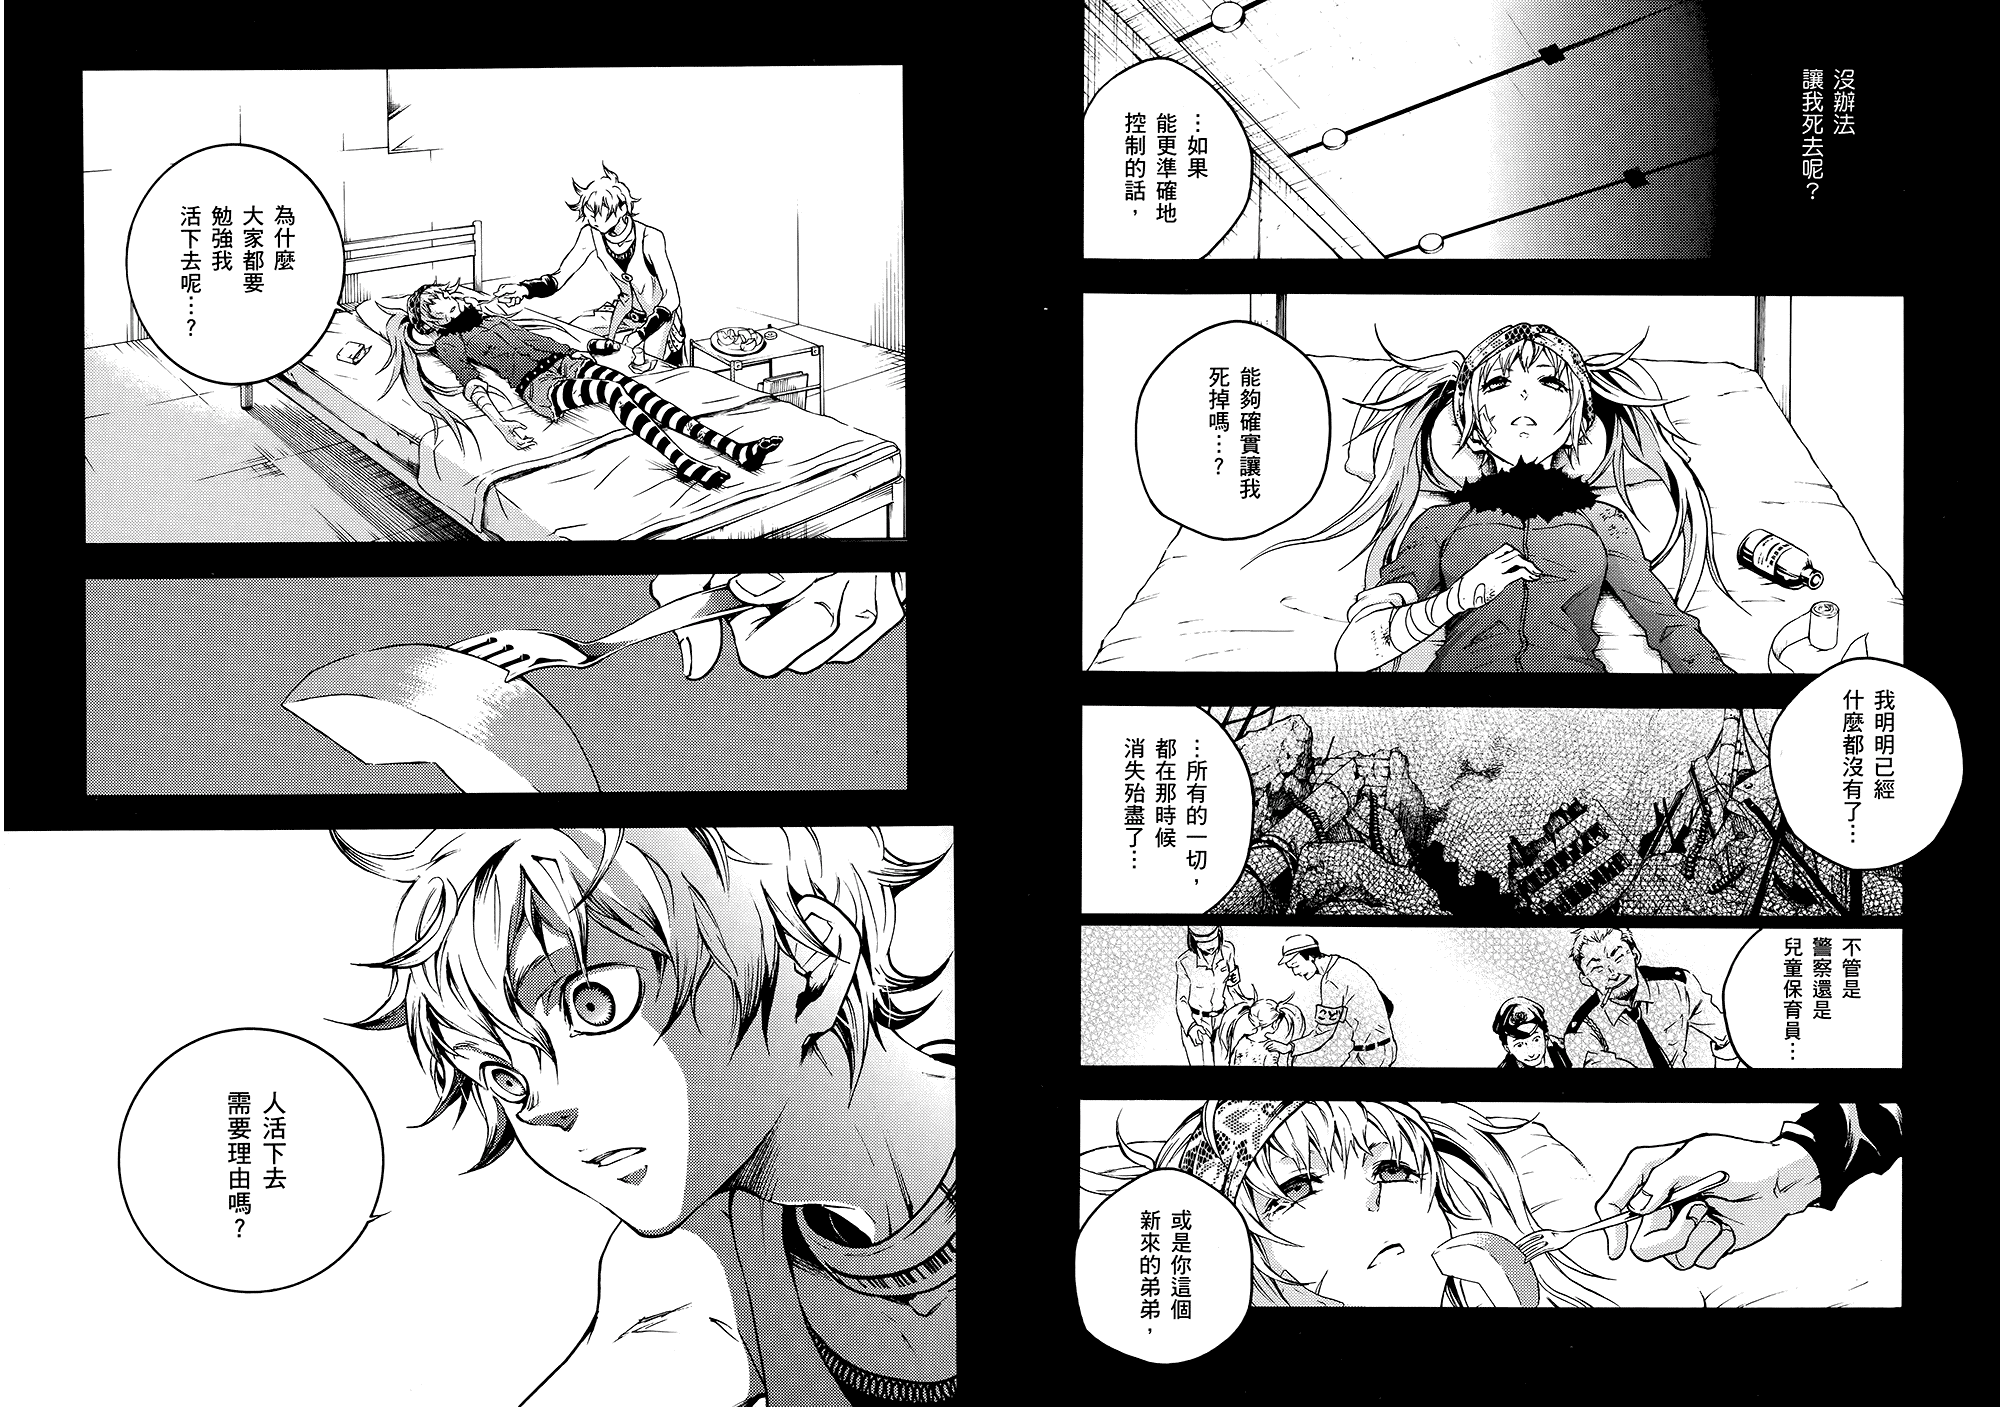 沒辦法
讓我死去呢？
…如果
能更準確地
控制的話，
能夠確實讓我
死掉嗎…？
我明明已經
什麼都沒有了…
…所有的一切，
都在那時候
消失殆盡了…
不管是
警察還是
兒童保育員…
或是你這個
新來的弟弟，
為什麼
大家都要
勉強我
活下去呢…？
人活下去
需要理由嗎？